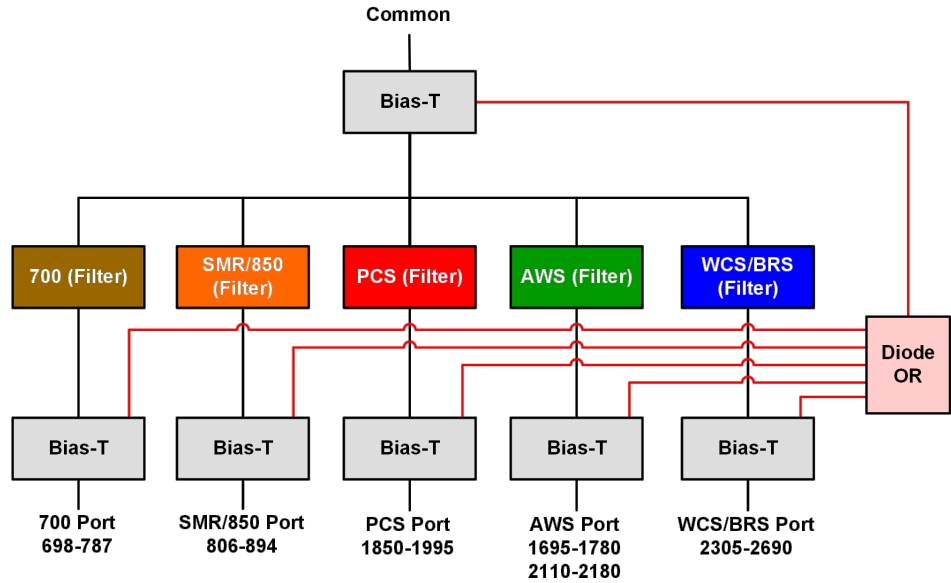 Common
Bias-T
700 (Filter)
SMR/850
(Filter)
PCS (Filter)
AWS (Filter)
WCS/BRS
(Filter)
Diode
OR
Bias-T
Bias-T
Bias-T
Bias-T
Bias-T
700 Port
698-787
SMR/850 Port
806-894
PCS Port
1850-1995
AWS Port
1695-1780
2110-2180
WCS/BRS Port
2305-2690